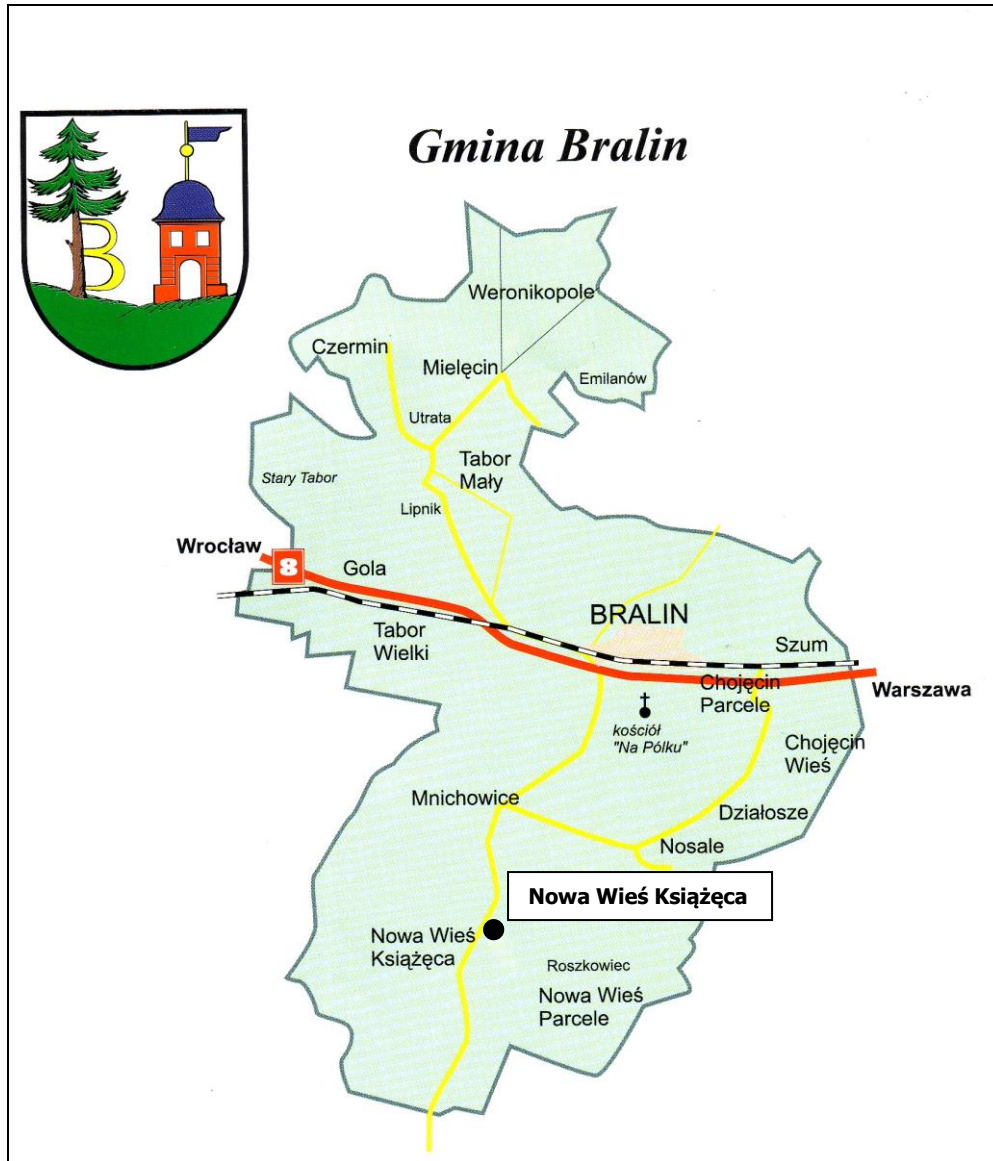 Gmina Bralin
B
Weronikopole
Czermin
Mielęcin
Emilanów
Utrata
Tabor
Mały
Stary Tabor
Lipnik
Wrocław
8
Gola
BRALIN
Tabor
Wielki
Szum
Chojęcin
Parcele
Warszawa
kościół
"Na Pólku"
Chojęcin
Wieś
Mnichowice
Działosze
Nosale
Nowa Wieś Książęca
Nowa Wieś
Książęca
Roszkowiec
Nowa Wieś
Parcele